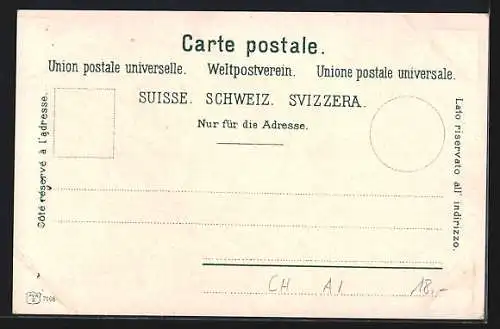 Carte postale.
Union postale universelle. Weltpostverein. Unione postale universale.
SUISSE. SCHWEIZ. SVIZZERA.
Nur für die Adresse.
Côté réservé à l'adresse.
Lato riservato all' indirizzo.
CH A1 18,-